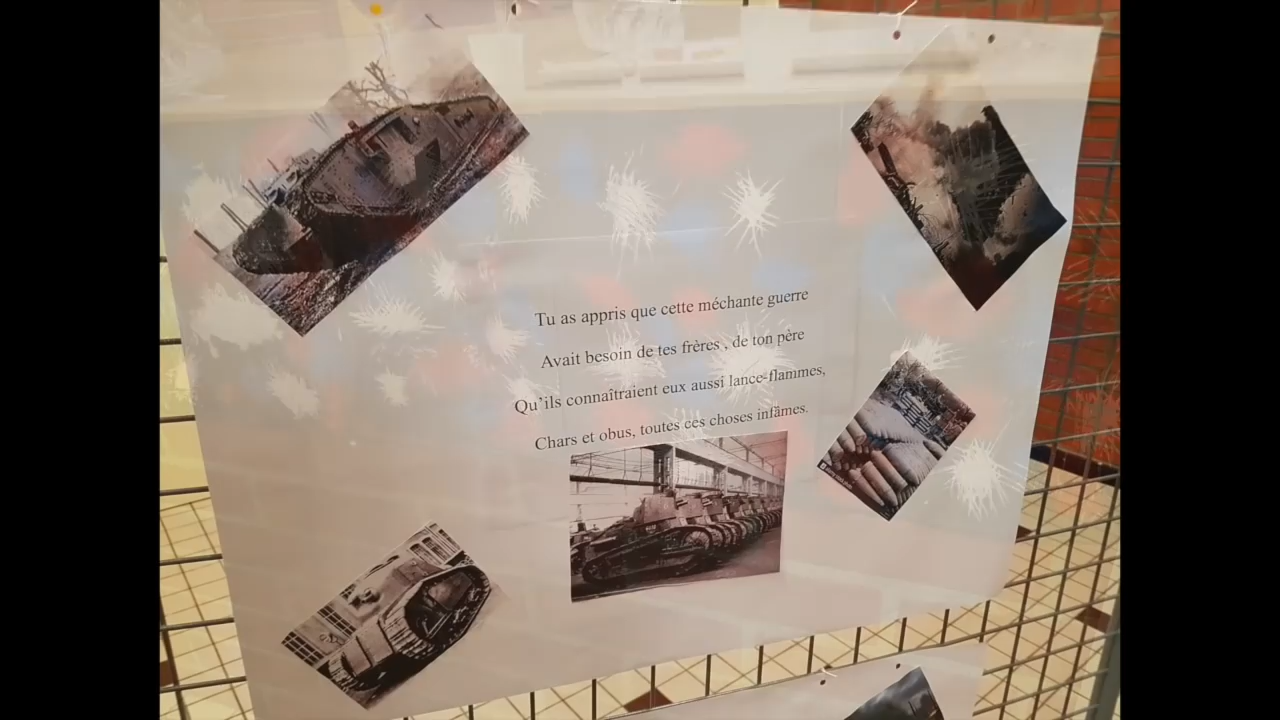 Tu as appris que cette méchante guerre
Avait besoin de tes frères , de ton père
Qu'ils connaîtraient eux aussi lance-flammes,
Chars et obus, toutes ces choses infâmes.